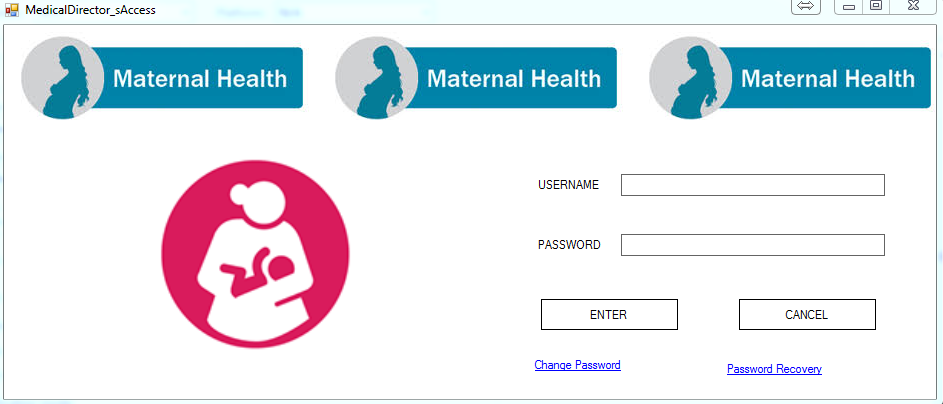 MedicalDirector_sAccess
Maternal Health Maternal Health Maternal Health
USERNAME
PASSWORD
ENTER CANCEL
Change Password Password Recovery